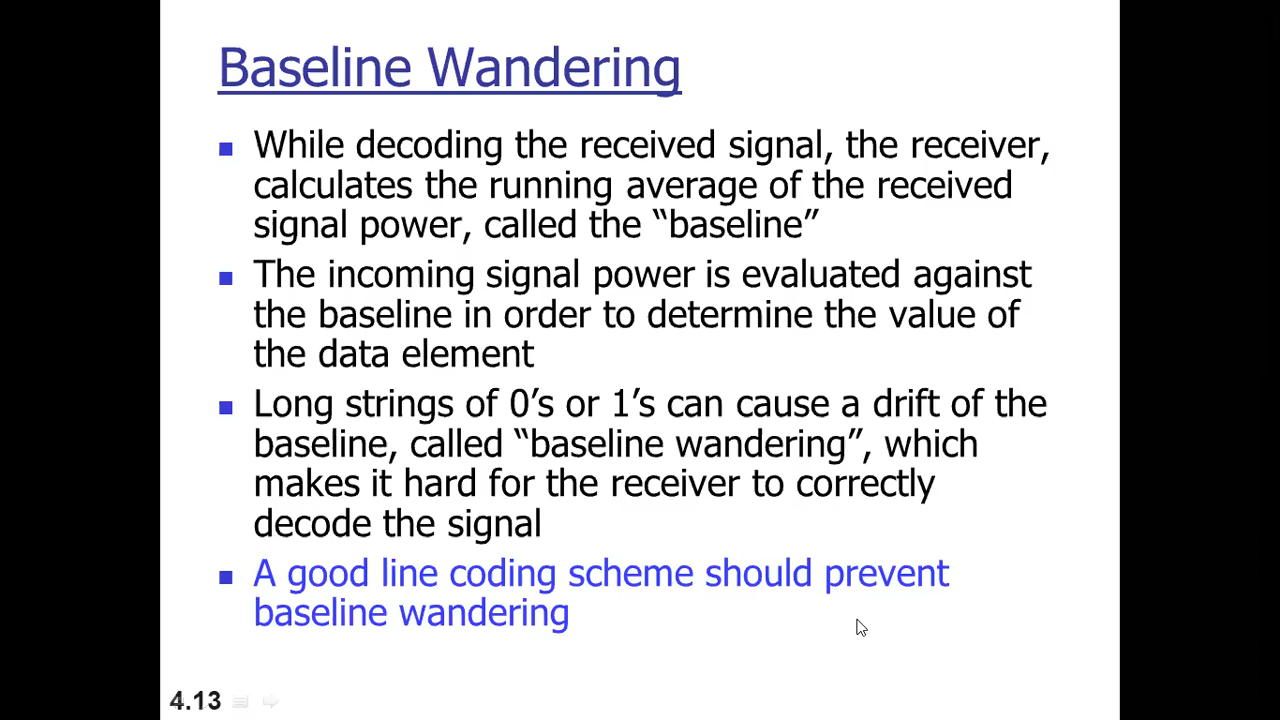 Baseline Wandering
While decoding the received signal, the receiver,
calculates the running average of the received
signal power, called the “baseline”
The incoming signal power is evaluated against
the baseline in order to determine the value of
the data element
Long strings of 0’s or 1’s can cause a drift of the
baseline, called “baseline wandering”, which
makes it hard for the receiver to correctly
decode the signal
A good line coding scheme should prevent
baseline wandering
4.13